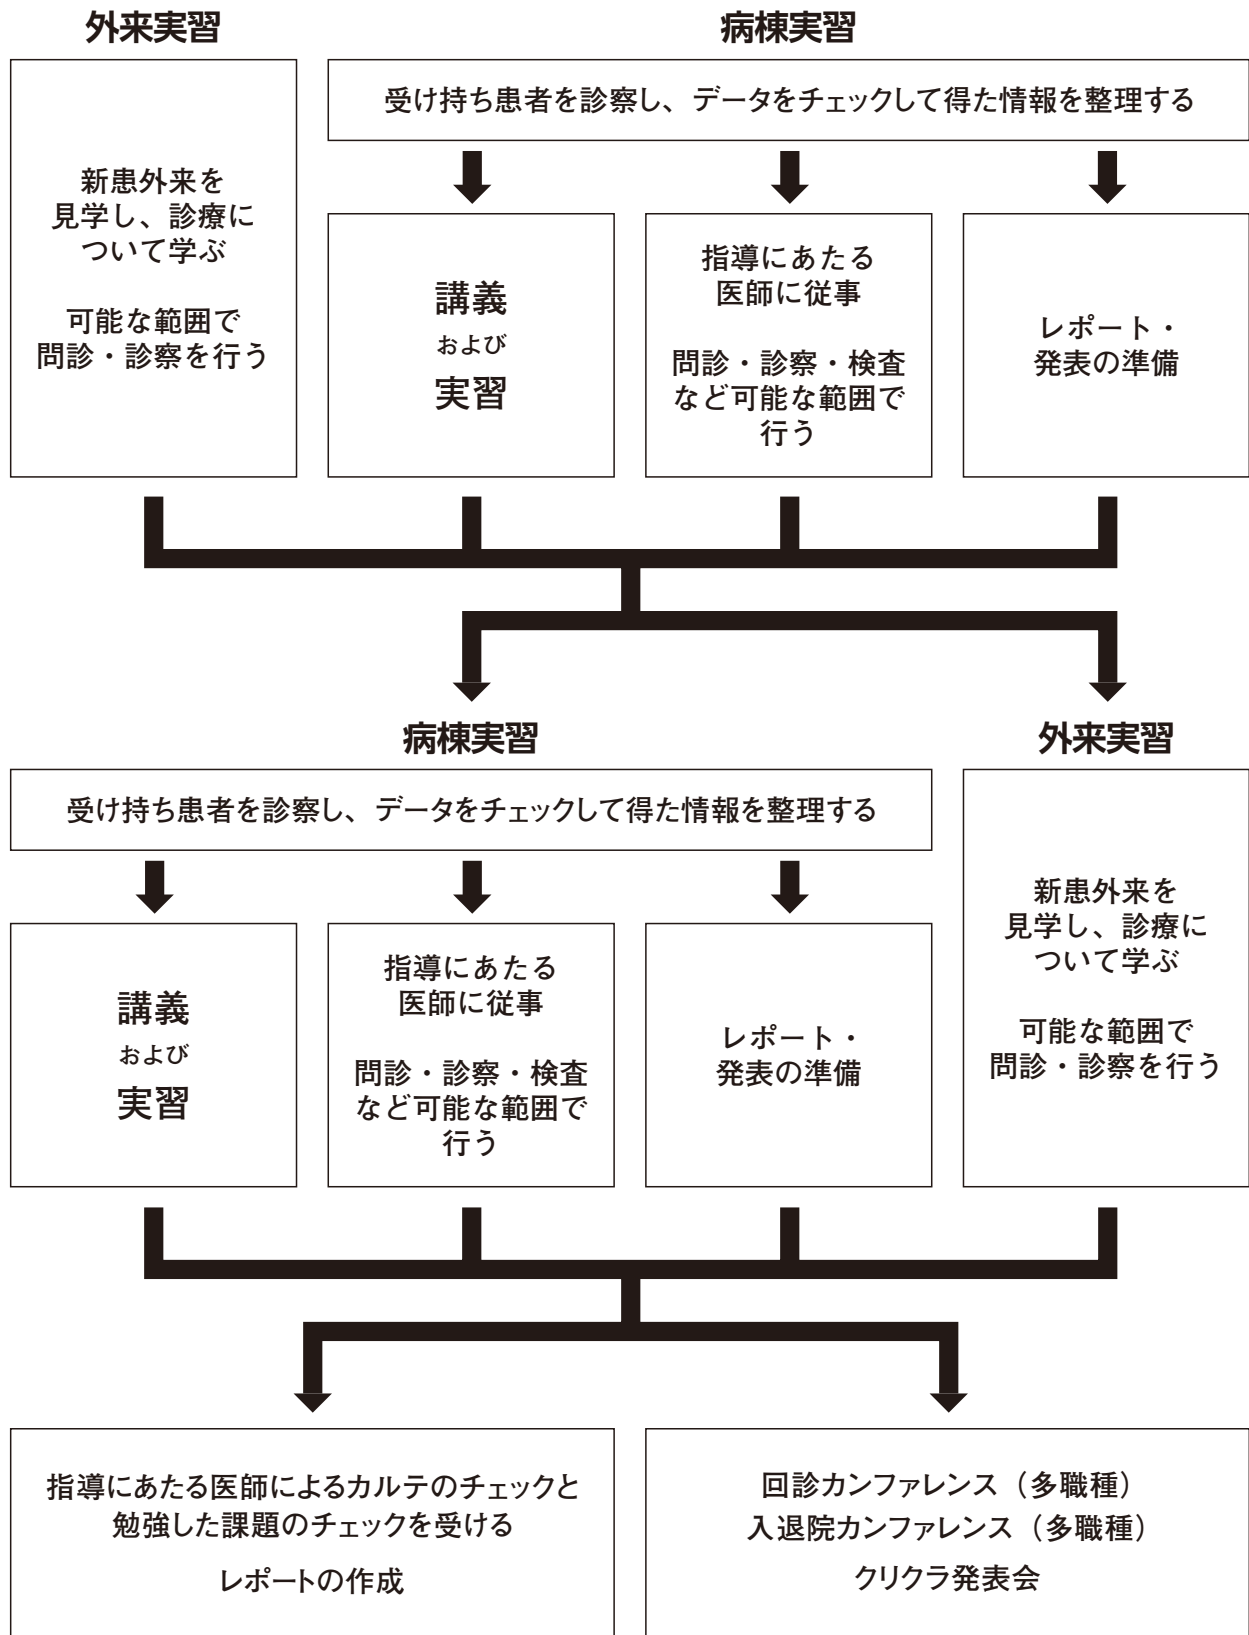 外来実習
新患外来を
見学し、診療に
ついて学ぶ
可能な範囲で
問診・診察を行う
病棟実習
受け持ち患者を診察し、データをチェックして得た情報を整理する
講義
および
実習
指導にあたる
医師に従事
問診・診察・検査
など可能な範囲で
行う
レポート・
発表の準備
病棟実習
受け持ち患者を診察し、データをチェックして得た情報を整理する
講義
および
実習
指導にあたる
医師に従事
問診・診察・検査
など可能な範囲で
行う
レポート・
発表の準備
外来実習
新患外来を
見学し、診療に
ついて学ぶ
可能な範囲で
問診・診察を行う
指導にあたる医師によるカルテのチェックと
勉強した課題のチェックを受ける
レポートの作成
回診カンファレンス（多職種）
入退院カンファレンス（多職種）
クリクラ発表会